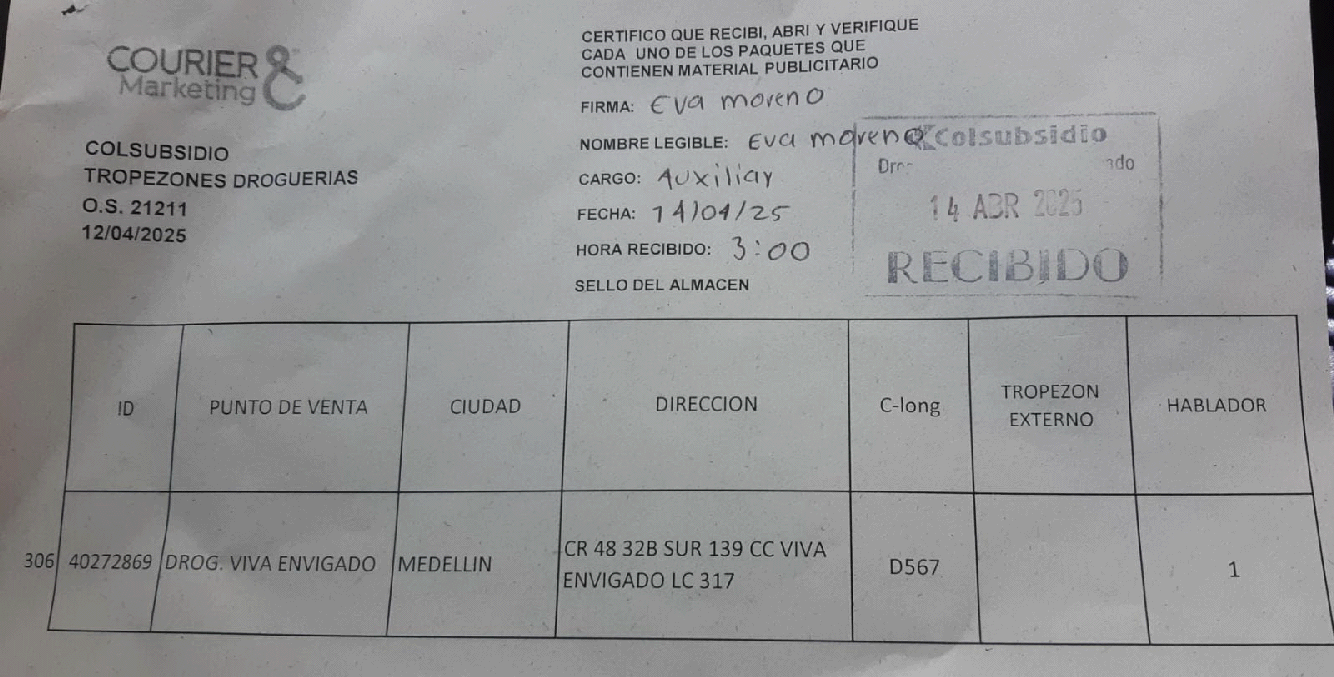 COURIER &
Marketing
COLSUBSIDIO
TROPEZONES DROGUERIAS
O.S. 21211
12/04/2025
CERTIFICO QUE RECIBI, ABRI Y VERIFIQUE
CADA UNO DE LOS PAQUETES QUE
CONTIENEN MATERIAL PUBLICITARIO
FIRMA: Eva moreno
NOMBRE LEGIBLE: Eva moreno
CARGO: Auxiliar
FECHA: 14/04/25
HORA RECIBIDO: 3:00
SELLO DEL ALMACEN
Colsubsidio
14 ABR 2025
RECIBIDO
ID PUNTO DE VENTA CIUDAD DIRECCION C-long TROPEZON EXTERNO HABLADOR
306 40272869 DROG. VIVA ENVIGADO MEDELLIN CR 48 32B SUR 139 CC VIVA ENVIGADO LC 317 D567 1